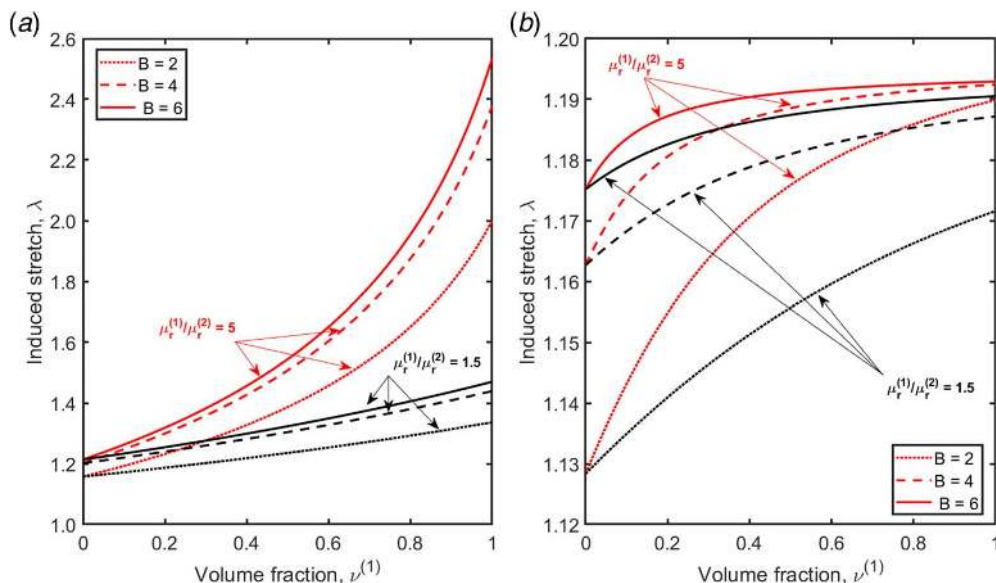 (a)
2.6
2.4
2.2
2.0
1.8
1.6
1.4
1.2
1.0
Induced stretch, λ
B = 2
B = 4
B = 6
μr(1)/μr(2) = 5
μr(1)/μr(2) = 1.5
0 0.2 0.4 0.6 0.8 1
Volume fraction, ν(1)
(b)
1.20
1.19
1.18
1.17
1.16
1.15
1.14
1.13
1.12
Induced stretch, λ
μr(1)/μr(2) = 5
μr(1)/μr(2) = 1.5
B = 2
B = 4
B = 6
0 0.2 0.4 0.6 0.8 1
Volume fraction, ν(1)